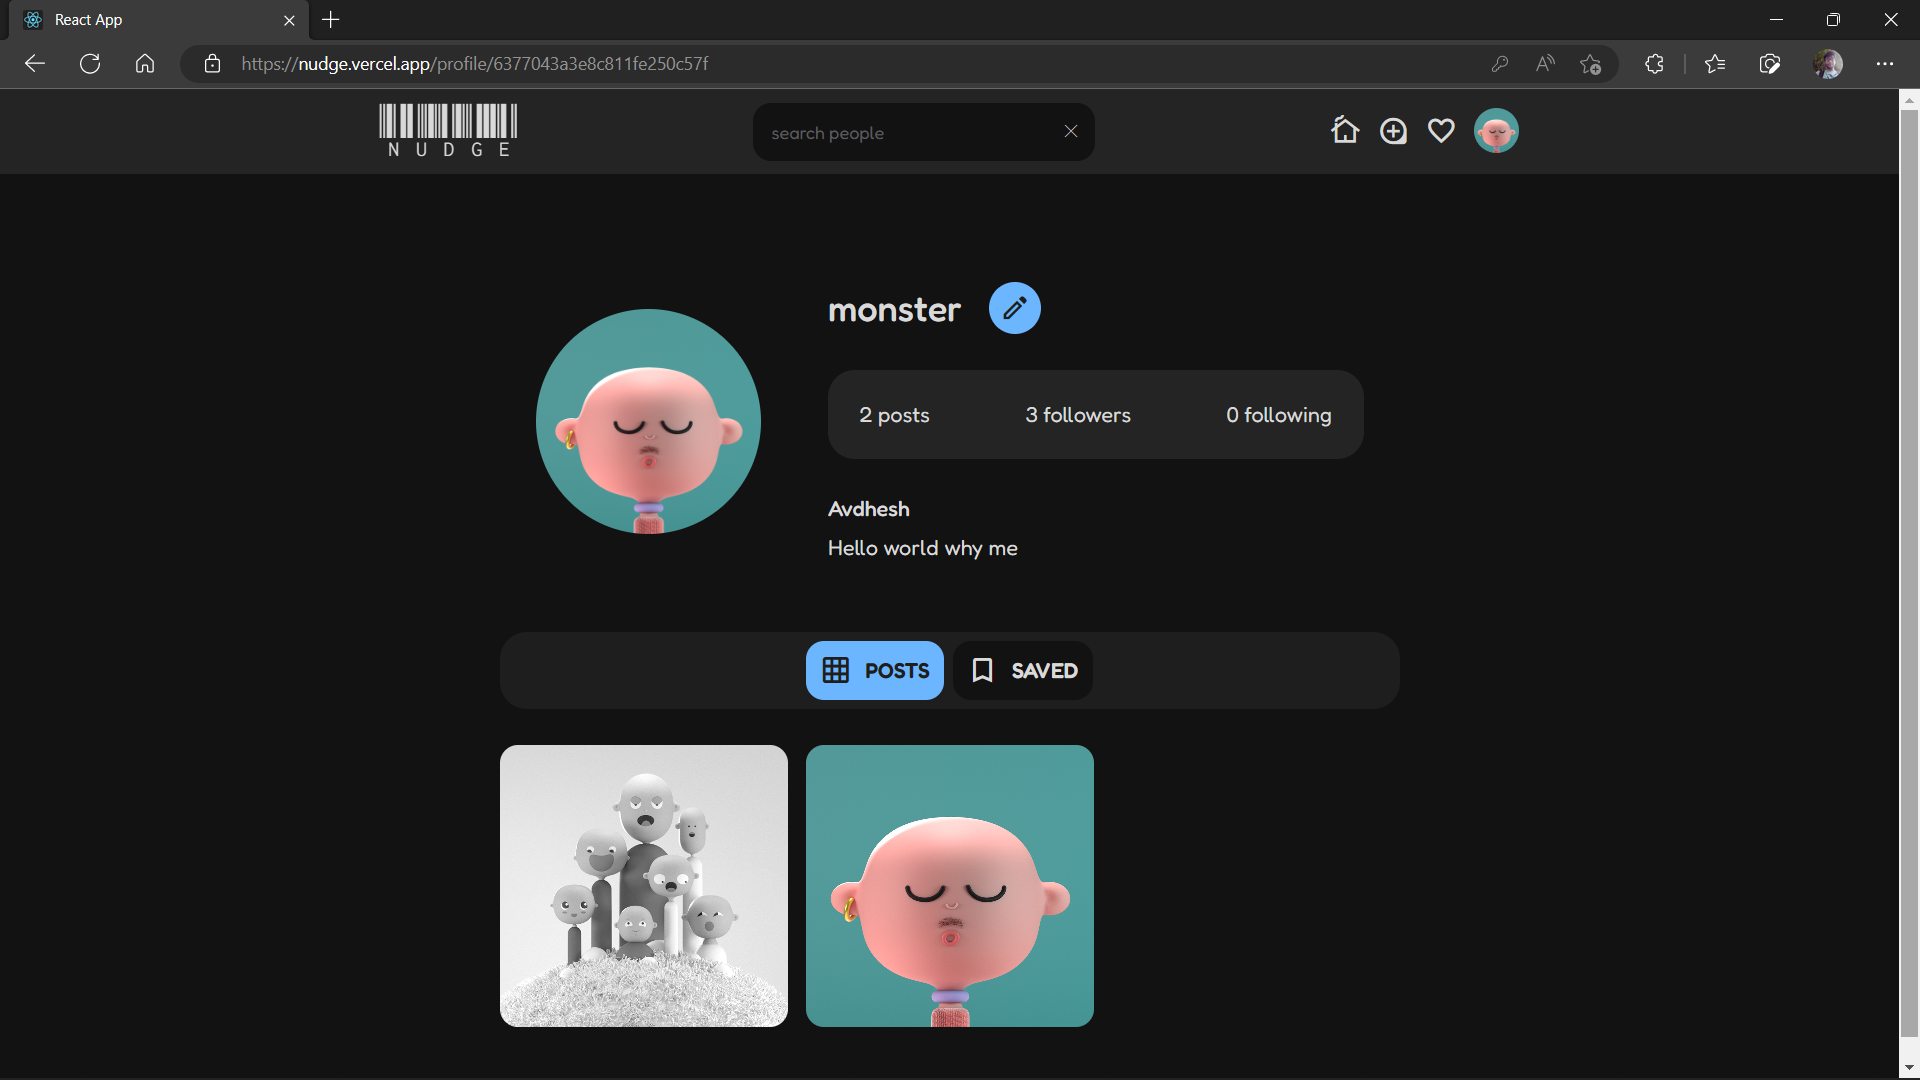 React App
https://nudge.vercel.app/profile/6377043a3e8c811fe250c57f
NUDGE
search people
monster
2 posts
3 followers
0 following
Avdhesh
Hello world why me
POSTS
SAVED